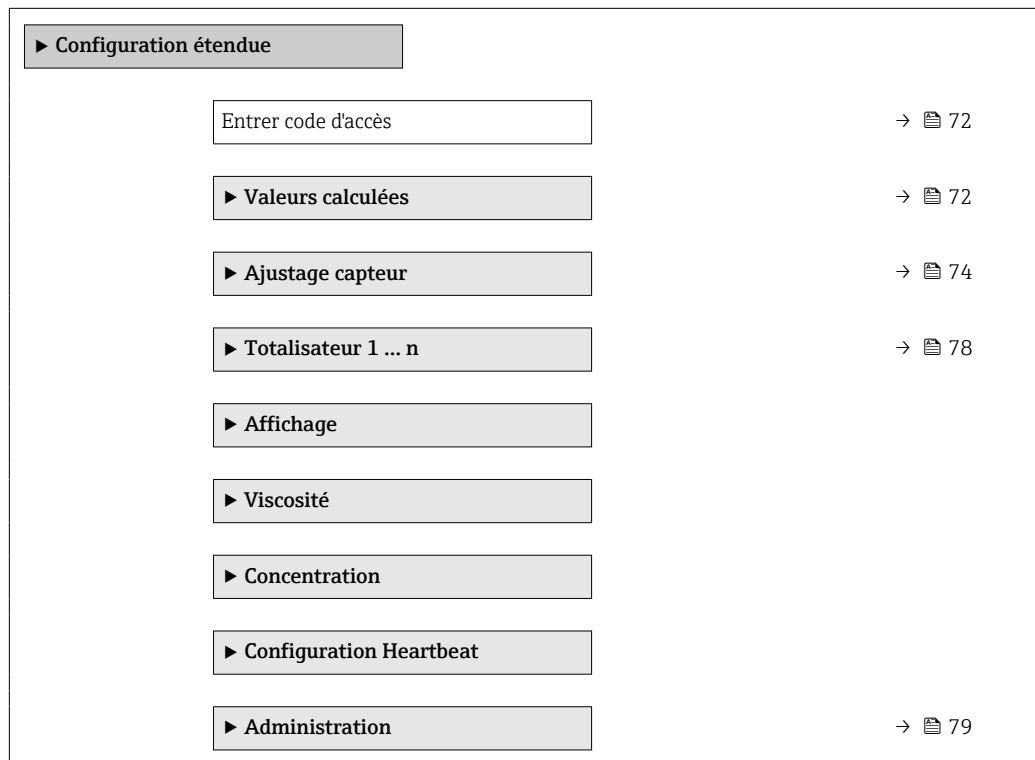 ▶ Configuration étendue
Entrer code d'accès → 72
▶ Valeurs calculées → 72
▶ Ajustage capteur → 74
▶ Totalisateur 1 ... n → 78
▶ Affichage
▶ Viscosité
▶ Concentration
▶ Configuration Heartbeat
▶ Administration → 79